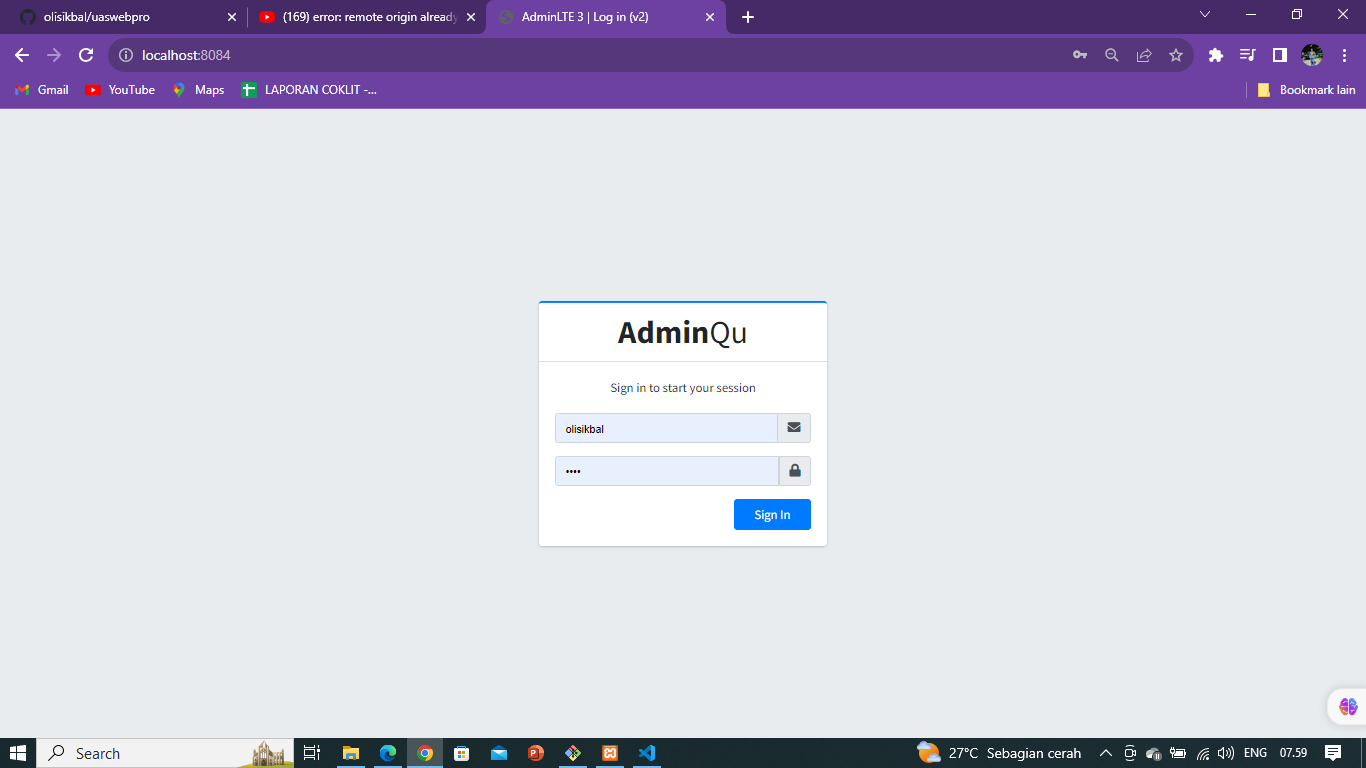 olisikbal/uaswebpro
(169) error: remote origin already
AdminLTE 3 | Log in (v2)
localhost:8084
Gmail
YouTube
Maps
LAPORAN COKLIT -...
Bookmark lain
AdminQu
Sign in to start your session
olisikbal
••••
Sign In
Search
27°C Sebagian cerah
ENG
07.59